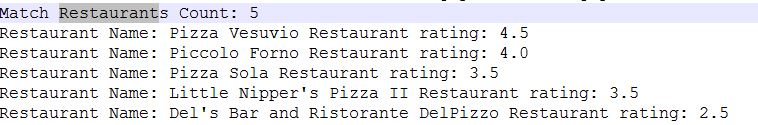 Match Restaurants Count: 5
Restaurant Name: Pizza Vesuvio Restaurant rating: 4.5
Restaurant Name: Piccolo Forno Restaurant rating: 4.0
Restaurant Name: Pizza Sola Restaurant rating: 3.5
Restaurant Name: Little Nipper's Pizza II Restaurant rating: 3.5
Restaurant Name: Del's Bar and Ristorante DelPizzo Restaurant rating: 2.5